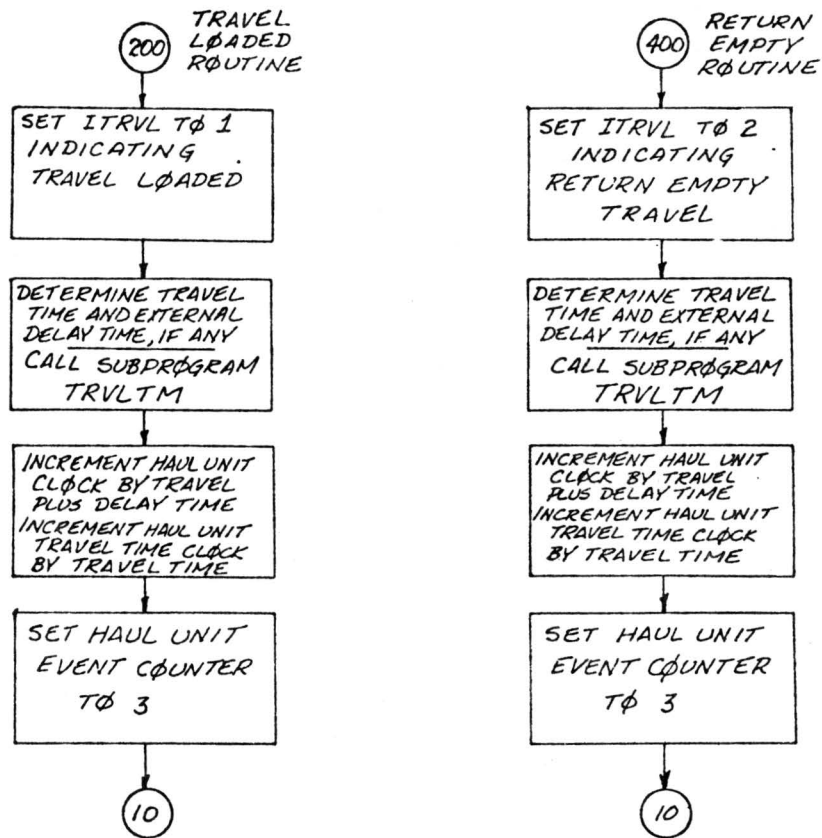 200
TRAVEL
LØADED
RØUTINE
SET ITRVL TØ 1
INDICATING
TRAVEL LØADED
DETERMINE TRAVEL
TIME AND EXTERNAL
DELAY TIME, IF ANY
CALL SUBPRØGRAM
TRVLTM
INCREMENT HAUL UNIT
CLØCK BY TRAVEL
PLUS DELAY TIME
INCREMENT HAUL UNIT
TRAVEL TIME CLØCK
BY TRAVEL TIME
SET HAUL UNIT
EVENT CØUNTER
TØ 3
10
400
RETURN
EMPTY
RØUTINE
SET ITRVL TØ 2
INDICATING
RETURN EMPTY
TRAVEL
DETERMINE TRAVEL
TIME AND EXTERNAL
DELAY TIME, IF ANY
CALL SUBPRØGRAM
TRVLTM
INCREMENT HAUL UNIT
CLØCK BY TRAVEL
PLUS DELAY TIME
INCREMENT HAUL UNIT
TRAVEL TIME CLØCK
BY TRAVEL TIME
SET HAUL UNIT
EVENT CØUNTER
TØ 3
10